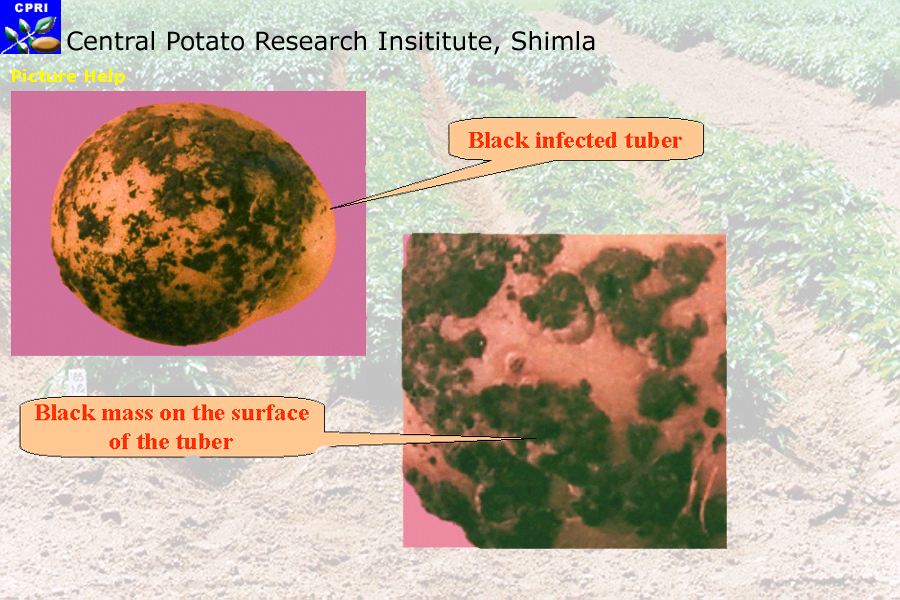 CPRI
Central Potato Research Insititute, Shimla
Picture Help
Black infected tuber
Black mass on the surface
of the tuber